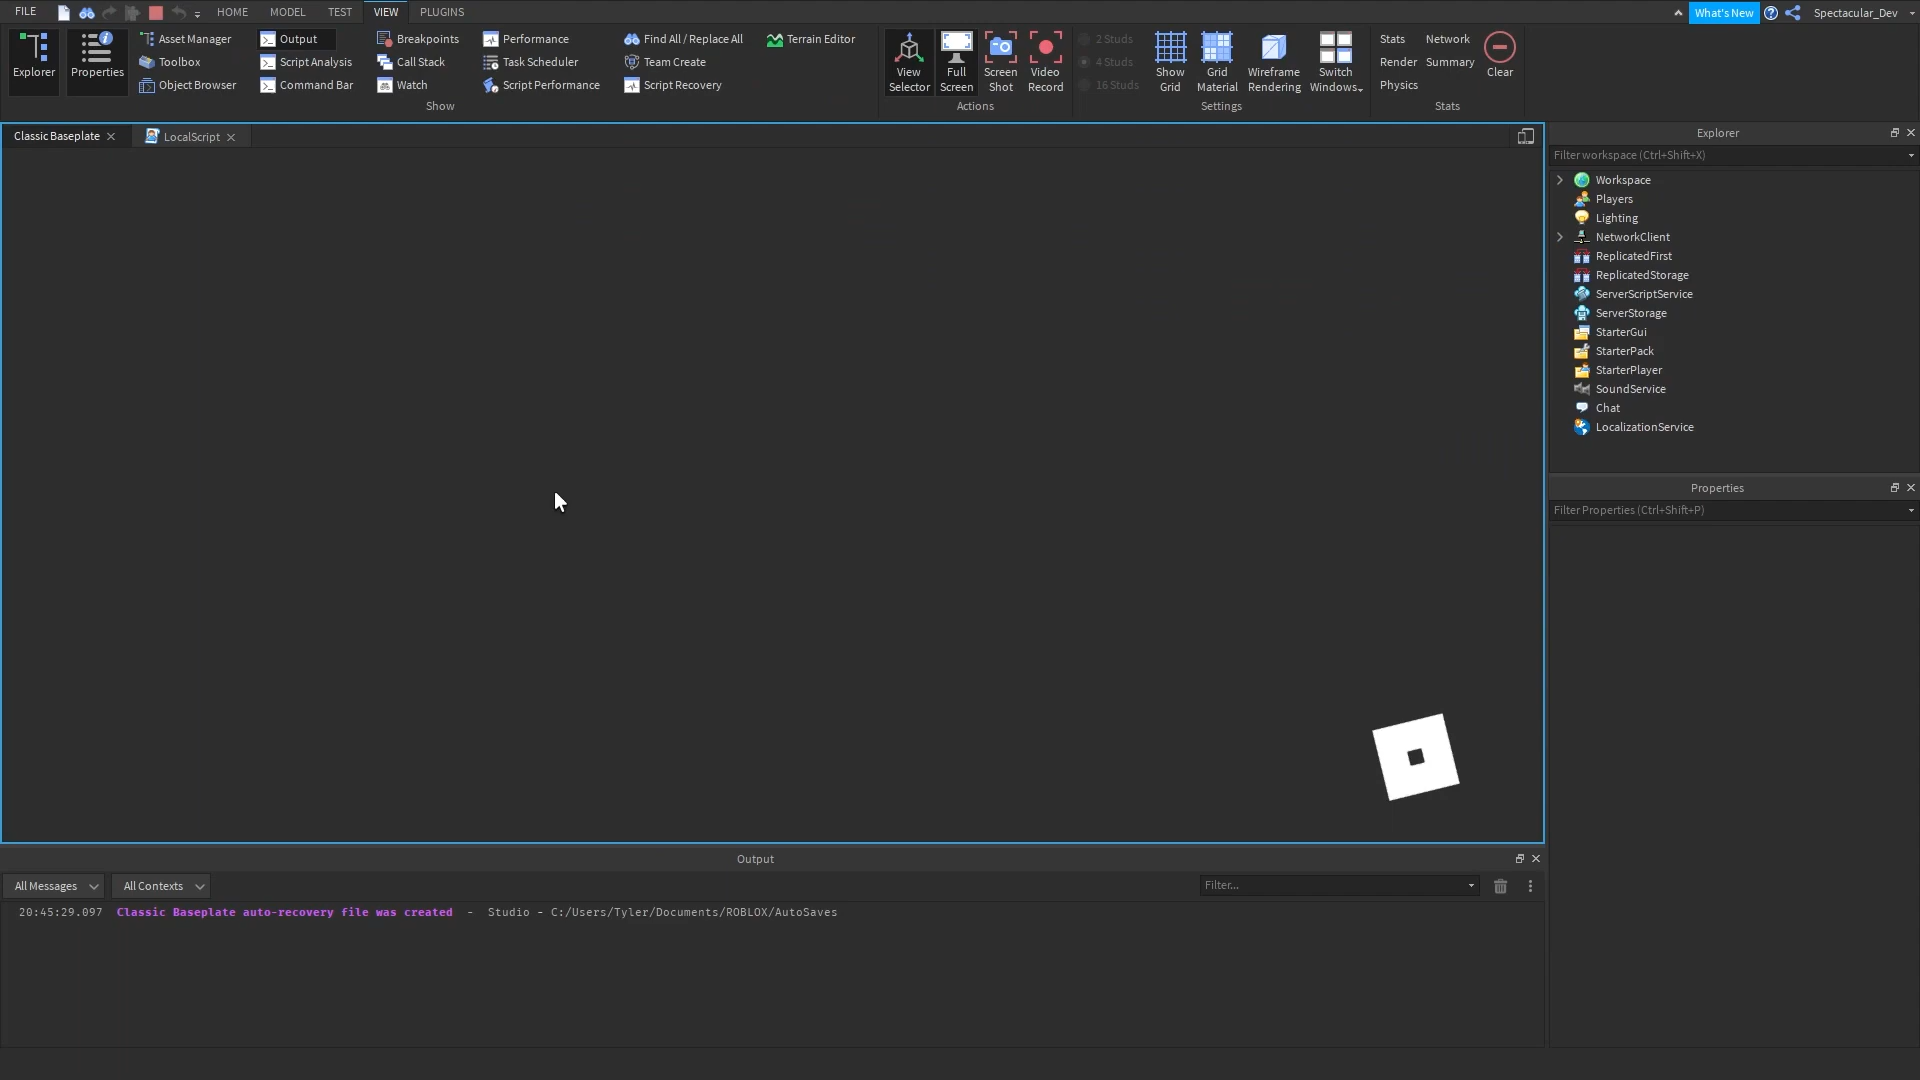 FILE HOME MODEL TEST VIEW PLUGINS What's New Spectacular_Dev
Explorer
Properties
Asset Manager
Toolbox
Object Browser
Output
Script Analysis
Command Bar
Breakpoints
Call Stack
Watch
Performance
Task Scheduler
Script Performance
Find All / Replace All
Team Create
Script Recovery
Terrain Editor
Show
View
Selector
Full
Screen
Screen
Shot
Video
Record
Actions
2 Studs
4 Studs
16 Studs
Show
Grid
Grid
Material
Wireframe
Rendering
Switch
Windows
Settings
Stats Network
Render Summary
Physics
Clear
Stats
Classic Baseplate LocalScript
Explorer
Filter workspace (Ctrl+Shift+X)
Workspace
Players
Lighting
NetworkClient
ReplicatedFirst
ReplicatedStorage
ServerScriptService
ServerStorage
StarterGui
StarterPack
StarterPlayer
SoundService
Chat
LocalizationService
Properties
Filter Properties (Ctrl+Shift+P)
Output
All Messages All Contexts Filter...
20:45:29.097 Classic Baseplate auto-recovery file was created - Studio - C:/Users/Tyler/Documents/ROBLOX/AutoSaves